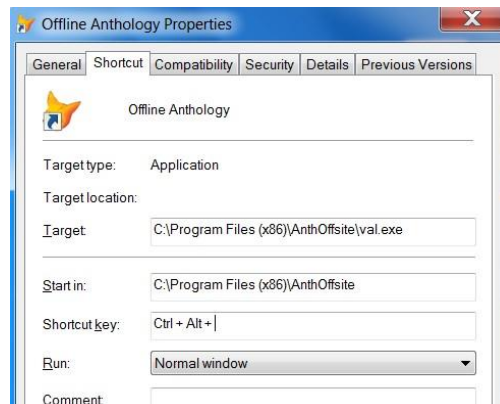 Offline Anthology Properties
General Shortcut Compatibility Security Details Previous Versions
Offline Anthology
Target type: Application
Target location:
Target: C:\Program Files (x86)\AnthOffsite\val.exe
Start in: C:\Program Files (x86)\AnthOffsite
Shortcut key: Ctrl + Alt +
Run: Normal window
Comment: